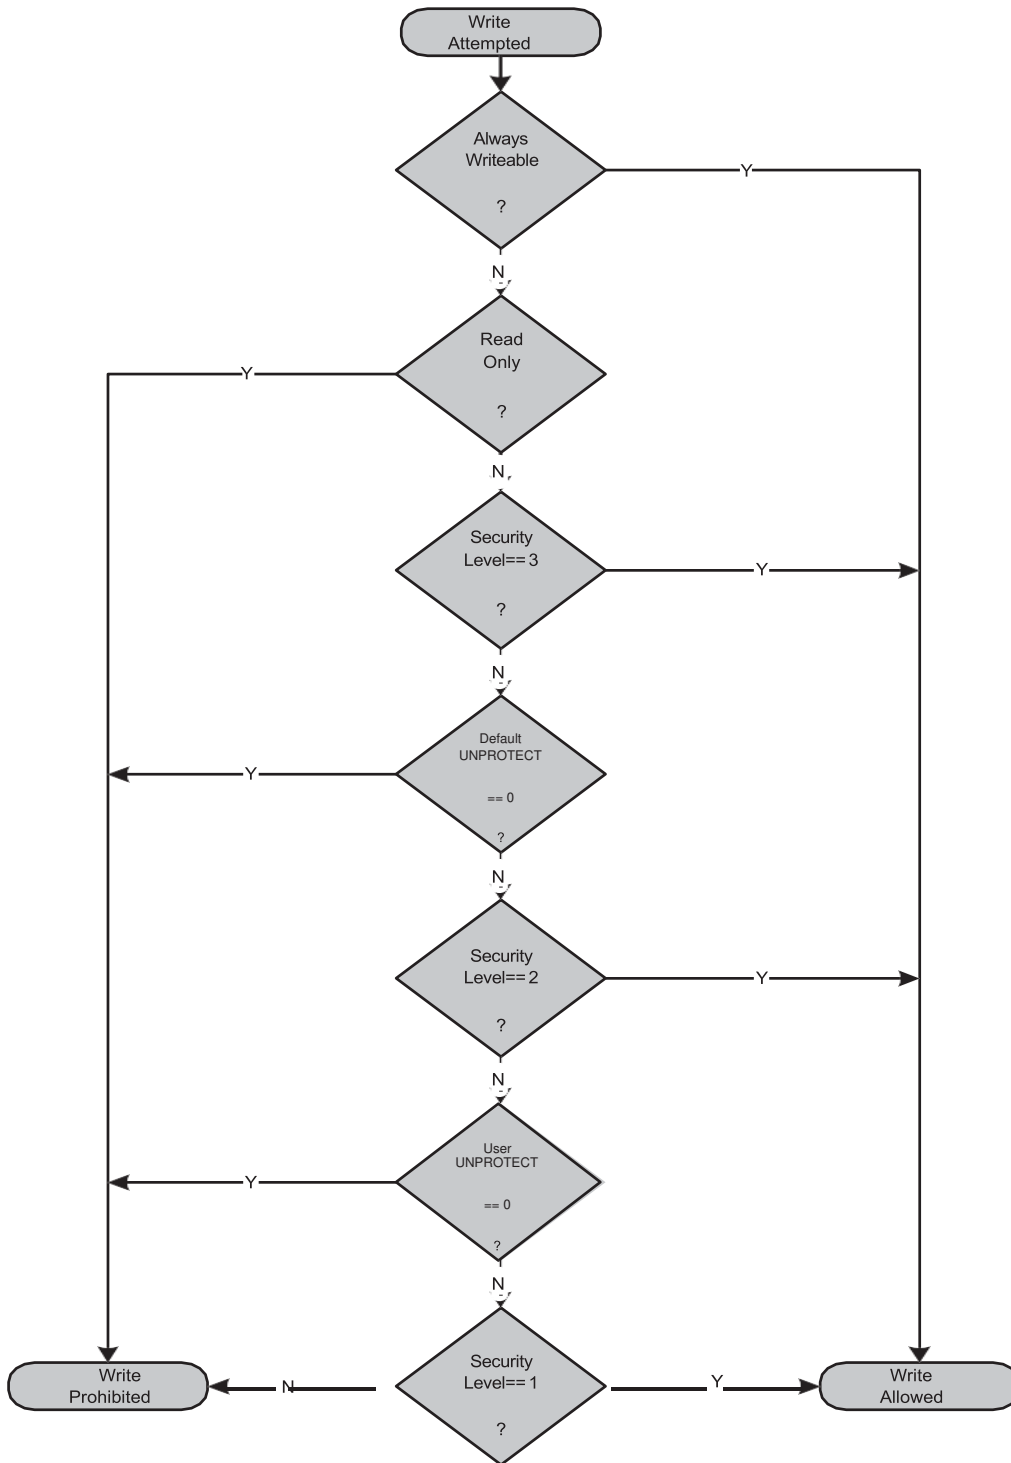 Write
Attempted
Always
Writeable
?
Y
N
Read
Only
?
Y
N
Security
Level== 3
?
Y
N
Default
UNPROTECT
== 0
?
Y
N
Security
Level== 2
?
Y
N
User
UNPROTECT
== 0
?
Y
N
Write
Prohibited
N
Security
Level== 1
?
Y
Write
Allowed